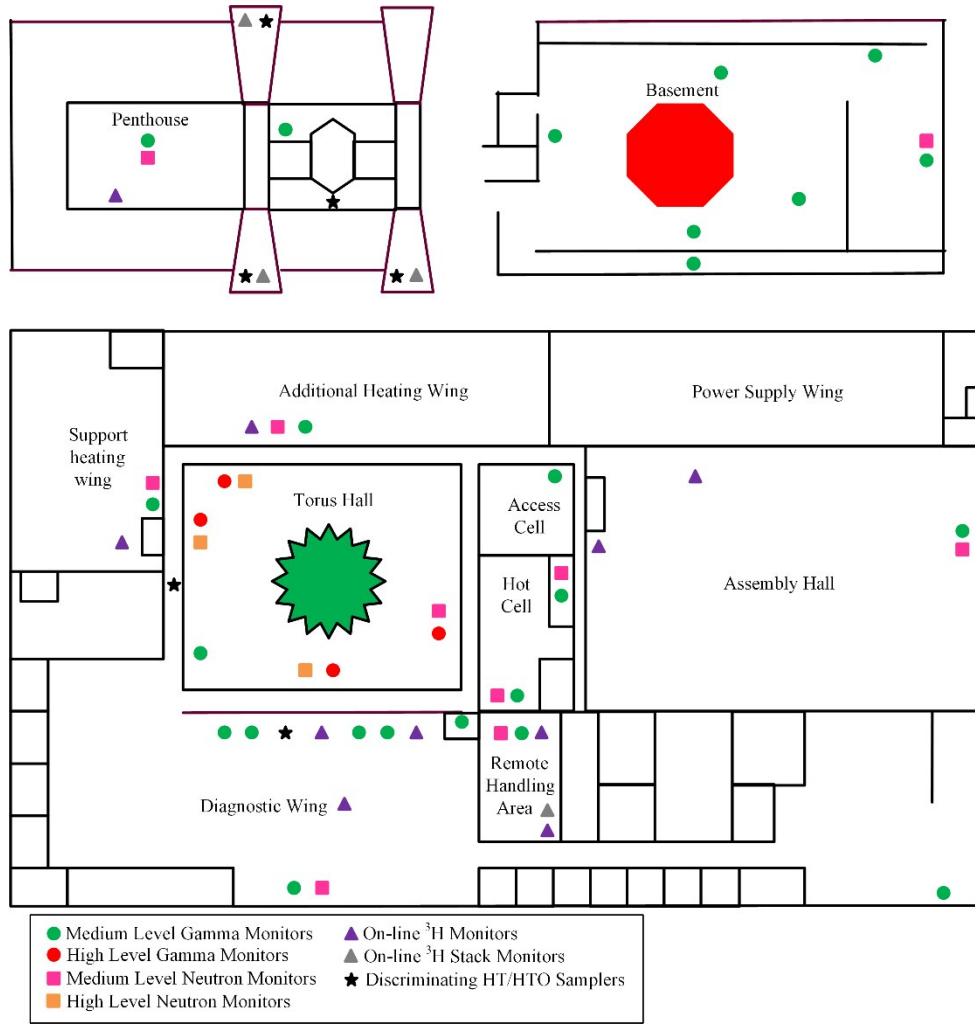 Penthouse
Basement
Additional Heating Wing
Power Supply Wing
Support
heating
wing
Torus Hall
Access
Cell
Hot
Cell
Assembly Hall
Remote
Handling
Area
Diagnostic Wing
Medium Level Gamma Monitors
High Level Gamma Monitors
Medium Level Neutron Monitors
High Level Neutron Monitors
On-line ³H Monitors
On-line ³H Stack Monitors
Discriminating HT/HTO Samplers